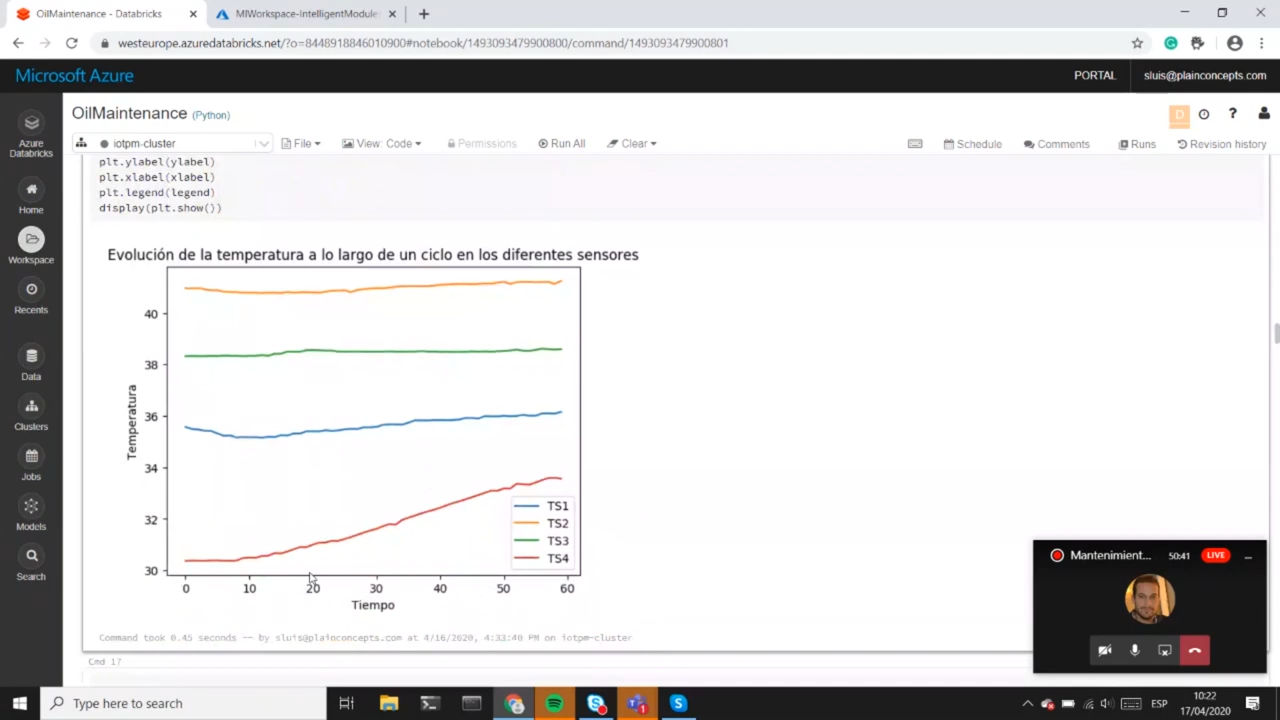 OilMaintenance - Databricks
MIWorkspace-IntelligentModule
westeurope.azuredatabricks.net/?o=8448918846010900#notebook/1493093479900800/command/1493093479900801
Microsoft Azure
PORTAL
sluis@plainconcepts.com
OilMaintenance (Python)
D
?
iotpm-cluster
File
View: Code
Permissions
Run All
Clear
Schedule
Comments
Runs
Revision history
Azure
Databricks
Home
Workspace
Recents
Data
Clusters
Jobs
Models
Search
plt.ylabel(ylabel)
plt.xlabel(xlabel)
plt.legend(legend)
display(plt.show())
Evolución de la temperatura a lo largo de un ciclo en los diferentes sensores
Temperatura
40
38
36
34
32
30
TS1
TS2
TS3
TS4
0 10 20 30 40 50 60
Tiempo
Command took 0.45 seconds -- by sluis@plainconcepts.com at 4/16/2020, 4:33:40 PM on iotpm-cluster
Cmd 17
Mantenimient... 50:41 LIVE
Type here to search
ESP
10:22
17/04/2020